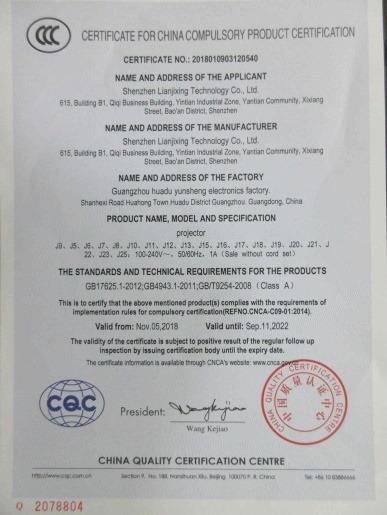 CCC
CERTIFICATE FOR CHINA COMPULSORY PRODUCT CERTIFICATION
CERTIFICATE NO.: 2018010903120540
NAME AND ADDRESS OF THE APPLICANT
Shenzhen Lianjixing Technology Co., Ltd.
615, Building B1, Qiqi Business Building, Yintian Industrial Zone, Yantian Community, Xixiang
Street, Bao'an District, Shenzhen
NAME AND ADDRESS OF THE MANUFACTURER
Shenzhen Lianjixing Technology Co., Ltd.
615, Building B1, Qiqi Business Building, Yintian Industrial Zone, Yantian Community, Xixiang
Street, Bao'an District, Shenzhen
NAME AND ADDRESS OF THE FACTORY
Guangzhou huadu yunsheng electronics factory.
Shanhexi Road Huahong Town Huadu District Guangzhou. Guangdong, China
PRODUCT NAME, MODEL AND SPECIFICATION
projector
J9、J5、J6、J7、J8、J10、J11、J12、J13、J15、J16、J17、J18、J19、J20、J21、J
22、J23、J25: 100-240V~, 50/60Hz, 1A (Sale without cord set)
THE STANDARDS AND TECHNICAL REQUIREMENTS FOR THE PRODUCTS
GB17625.1-2012;GB4943.1-2011;GB/T9254-2008 (Class A)
This is to certify that the above mentioned product(s) complies with the requirements of
implementation rules for compulsory certification(REFNO.CNCA-C09-01:2014).
Valid from: Nov.05,2018 Valid until: Sep.11,2022
The validity of the certificate is subject to positive result of the regular follow up
inspection by issuing certification body until the expiry date.
The certificate information is available through CNCA's website: www.cnca.gov.cn
CHINA QUALITY CERTIFICATION CENTRE
中国质量认证中心
CQC
President: Wang Kejiao
Wang Kejiao
CHINA QUALITY CERTIFICATION CENTRE
http://www.cqc.com.cn Section 9, No. 188, Nansihuan Xilu, Beijing 100070 P. R. China Tel: +86 10 83886666
Q 2078804